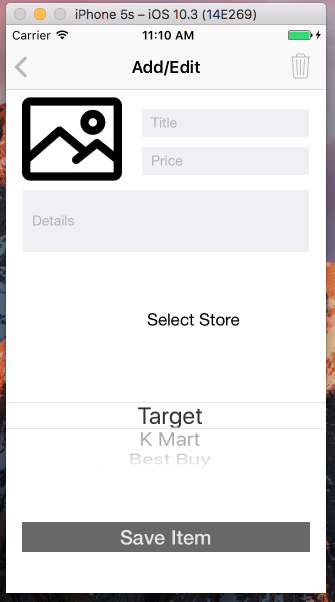 iPhone 5s – iOS 10.3 (14E269)
Carrier 11:10 AM
Add/Edit
Title
Price
Details
Select Store
Target
K Mart
Best Buy
Save Item